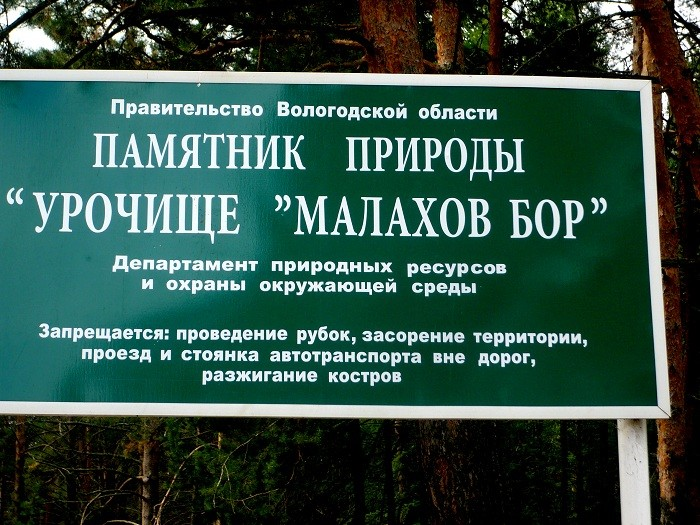 Правительство Вологодской области
ПАМЯТНИК ПРИРОДЫ
“УРОЧИЩЕ ”МАЛАХОВ БОР”
Департамент природных ресурсов
и охраны окружающей среды
Запрещается: проведение рубок, засорение территории,
проезд и стоянка автотранспорта вне дорог,
разжигание костров